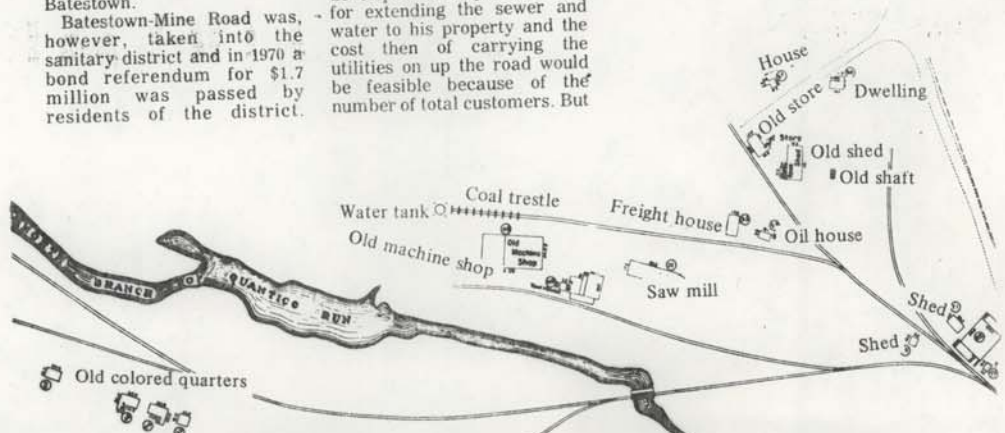 Batestown.
Batestown-Mine Road was,
however, taken into the
sanitary district and in 1970 a
bond referendum for $1.7
million was passed by
residents of the district.
for extending the sewer and
water to his property and the
cost then of carrying the
utilities on up the road would
be feasible because of the
number of total customers. But
House
Old store
Dwelling
Store
Old shed
Old shaft
Coal trestle
Water tank
Freight house
Oil house
Old machine shop
Old
Machine
Shop
Saw mill
NORTH BRANCH OF QUANTICO RUN
Shed
Shed
Old colored quarters